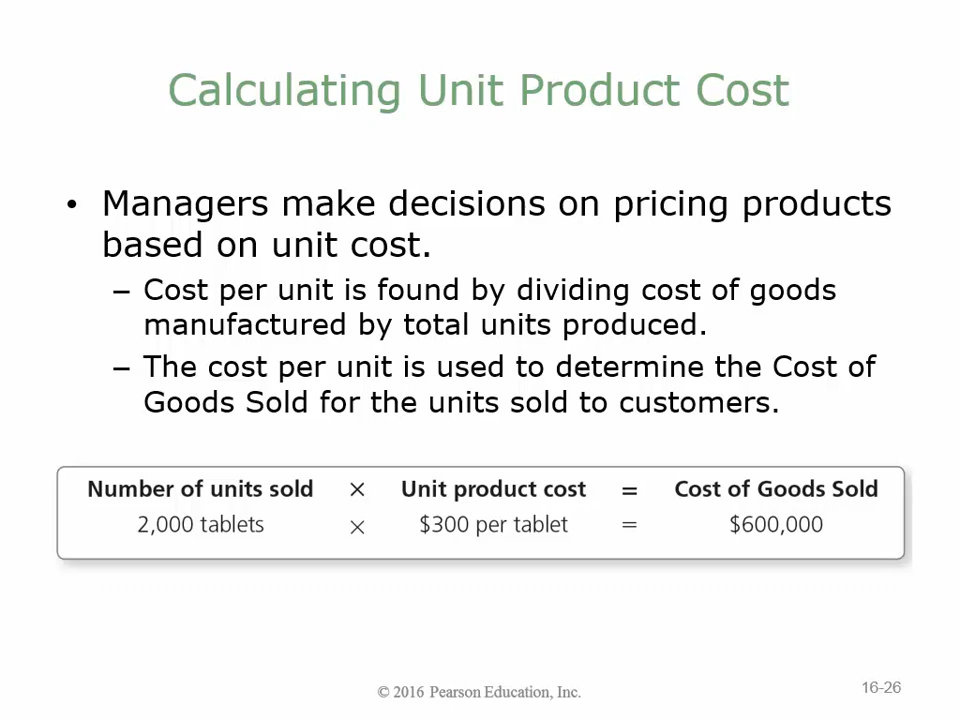 Calculating Unit Product Cost
• Managers make decisions on pricing products
based on unit cost.
– Cost per unit is found by dividing cost of goods
manufactured by total units produced.
– The cost per unit is used to determine the Cost of
Goods Sold for the units sold to customers.
Number of units sold × Unit product cost = Cost of Goods Sold
2,000 tablets × $300 per tablet = $600,000
© 2016 Pearson Education, Inc.
16-26